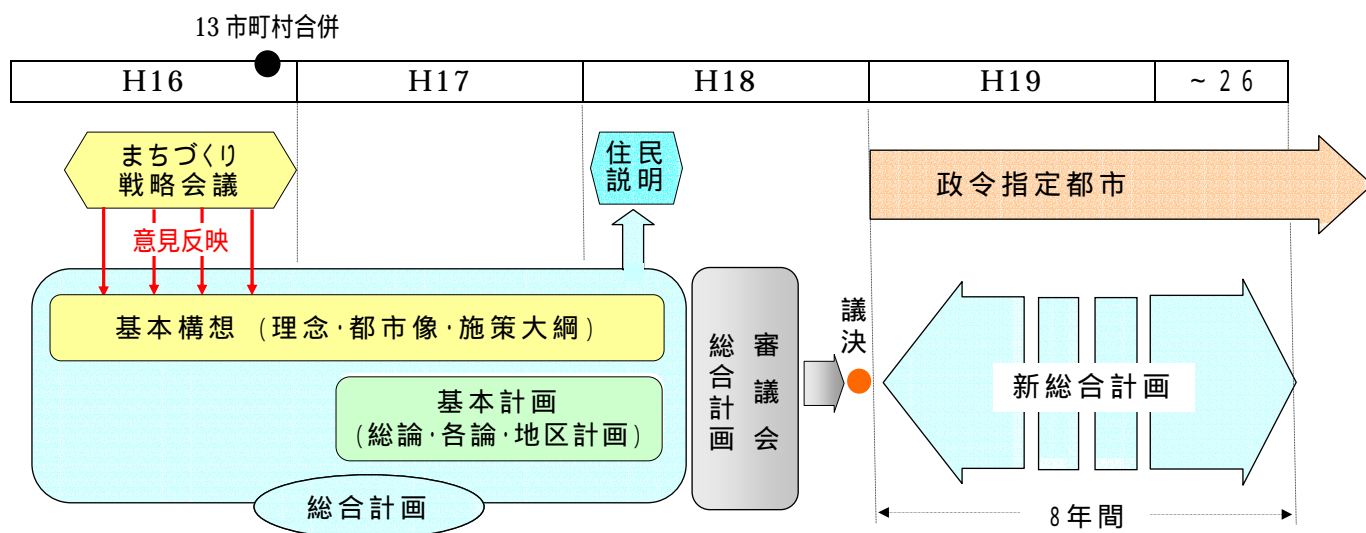 13 市町村合併
H16 H17 H18 H19 ~26
まちづくり
戦略会議
住民
説明
政令指定都市
意見反映
基本構想 (理念・都市像・施策大綱)
基本計画
(総論・各論・地区計画)
総合計画
総合計画
審議会
議決
新総合計画
8年間